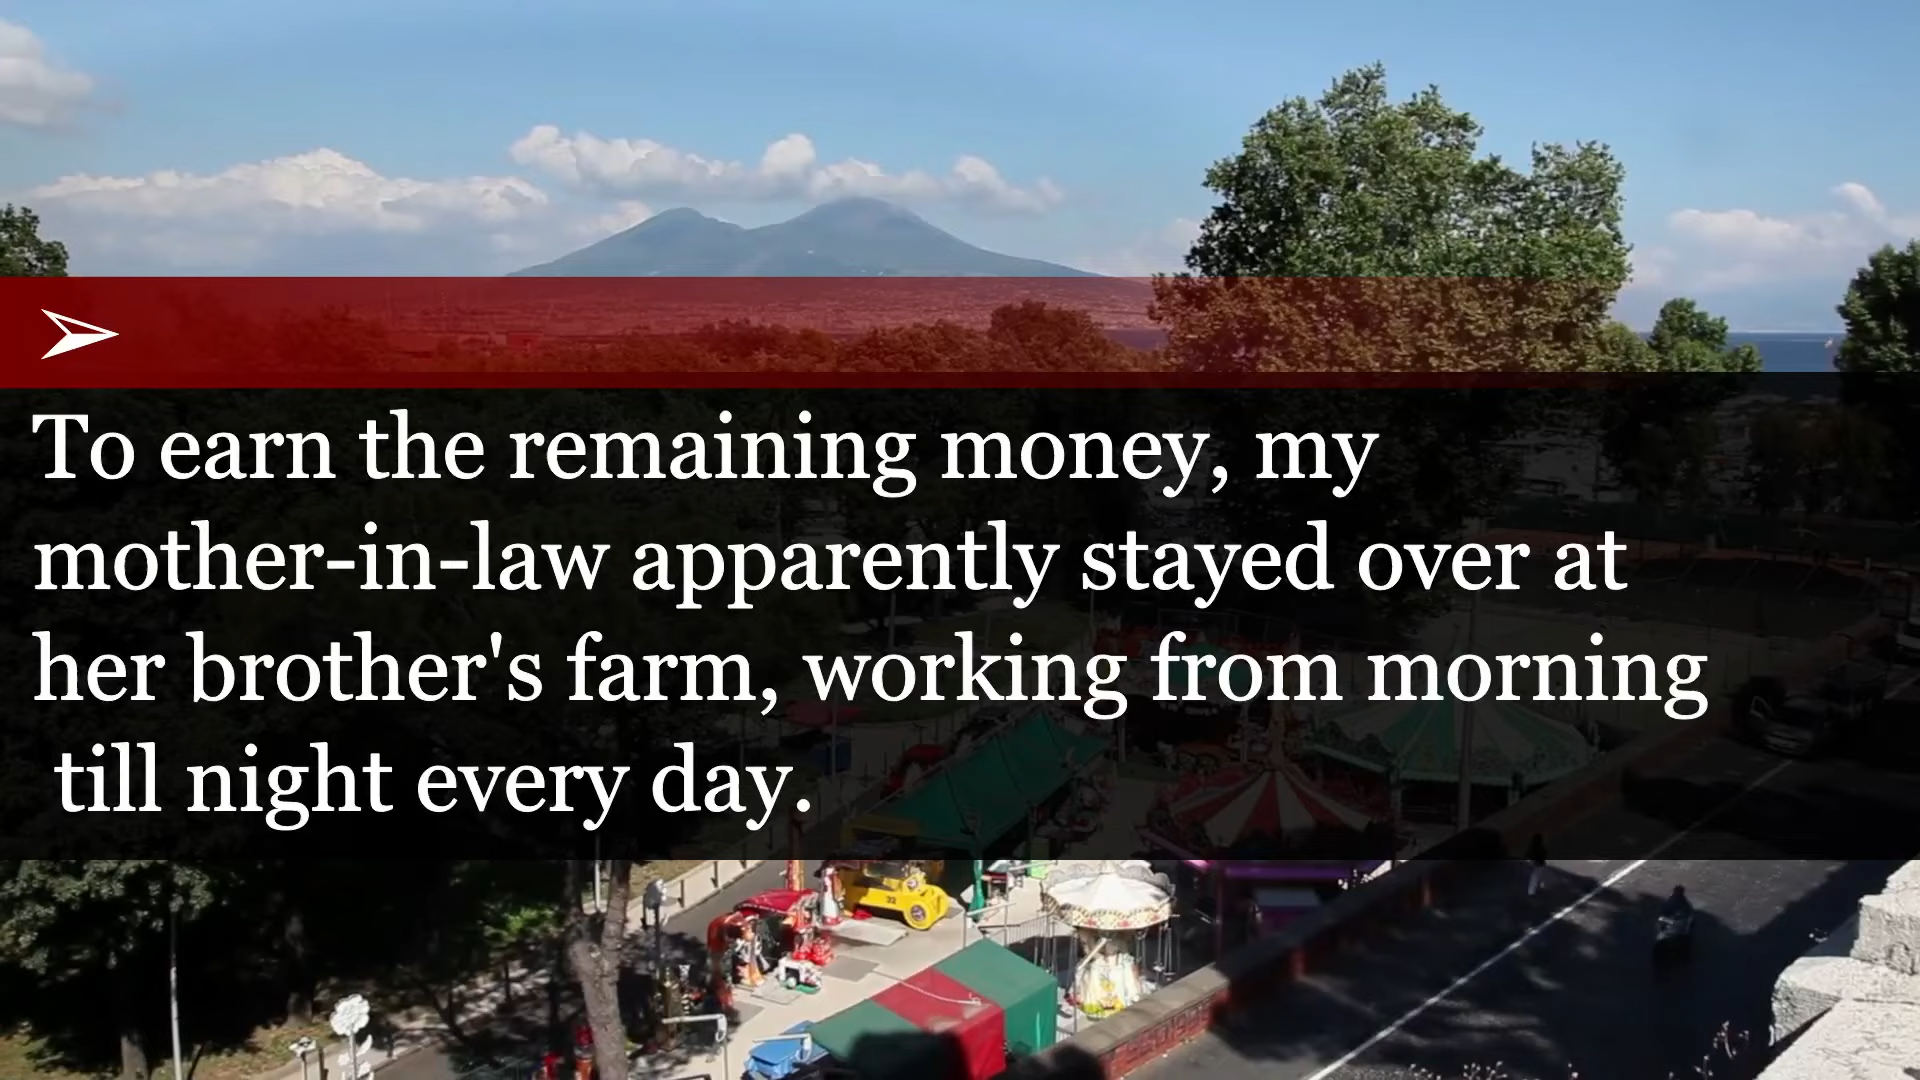 To earn the remaining money, my
mother-in-law apparently stayed over at
her brother's farm, working from morning
till night every day.